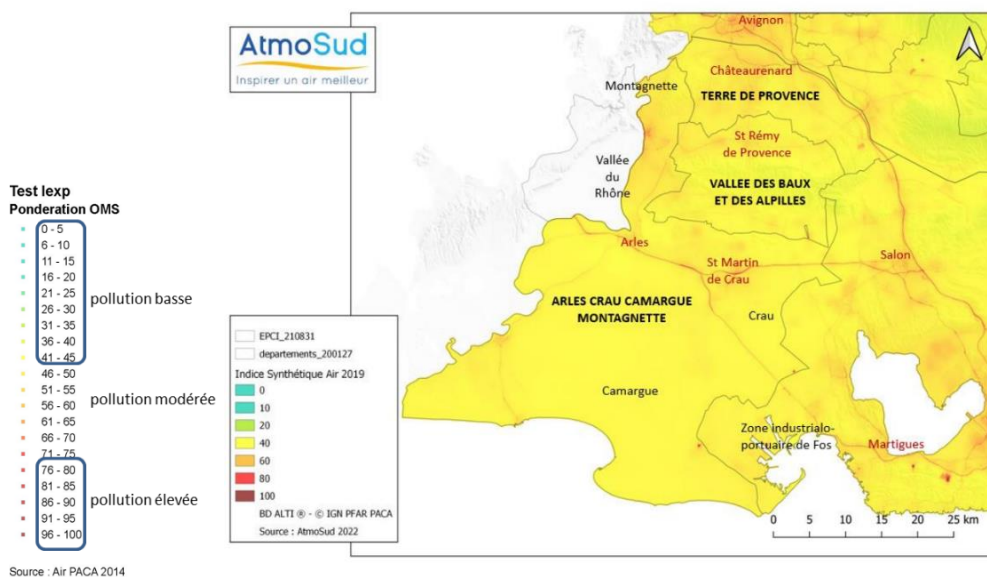 AtmoSud
Inspirer un air meilleur
Test Iexp
Ponderation OMS
0 - 5
6 - 10
11 - 15
16 - 20
21 - 25
26 - 30
31 - 35
36 - 40
41 - 45
46 - 50
51 - 55
56 - 60
61 - 65
66 - 70
71 - 75
76 - 80
81 - 85
86 - 90
91 - 95
96 - 100
pollution basse
pollution modérée
pollution élevée
Source : Air PACA 2014
EPCI_210831
departements_200127
Indice Synthétique Air 2019
0
10
20
40
60
80
100
BD ALTI ® - © IGN PFAR PACA
Source : AtmoSud 2022
Avignon
Châteaurenard
Montagnette
TERRE DE PROVENCE
St Rémy
de Provence
Vallée
du
Rhône
VALLEE DES BAUX
ET DES ALPILLES
Arles
St Martin
de Crau
Salon
ARLES CRAU CAMARGUE
MONTAGNETTE
Crau
Camargue
Zone industrialo-
portuaire de Fos
Martigues
0 5 10 15 20 25 km